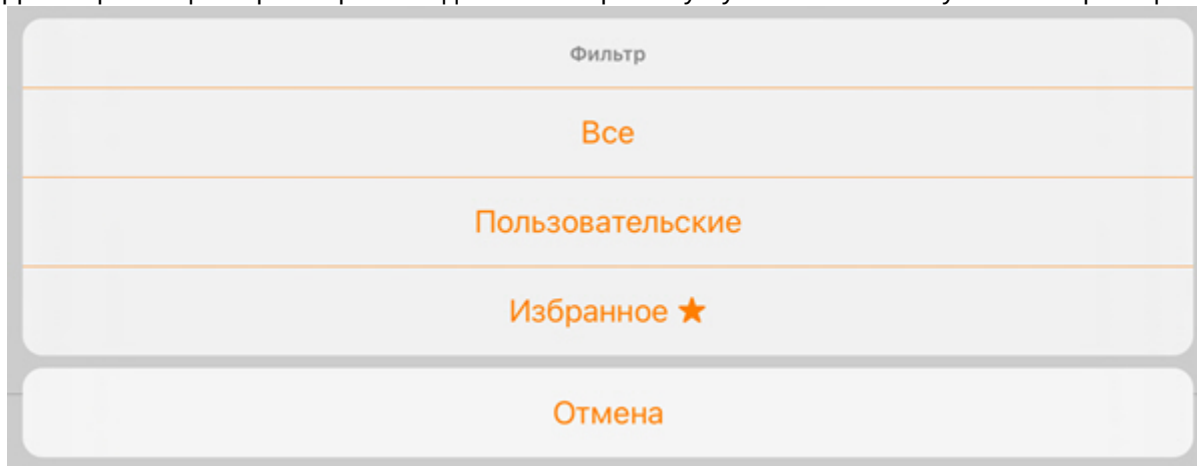 Фильтр
Все
Пользовательские
Избранное ★
Отмена